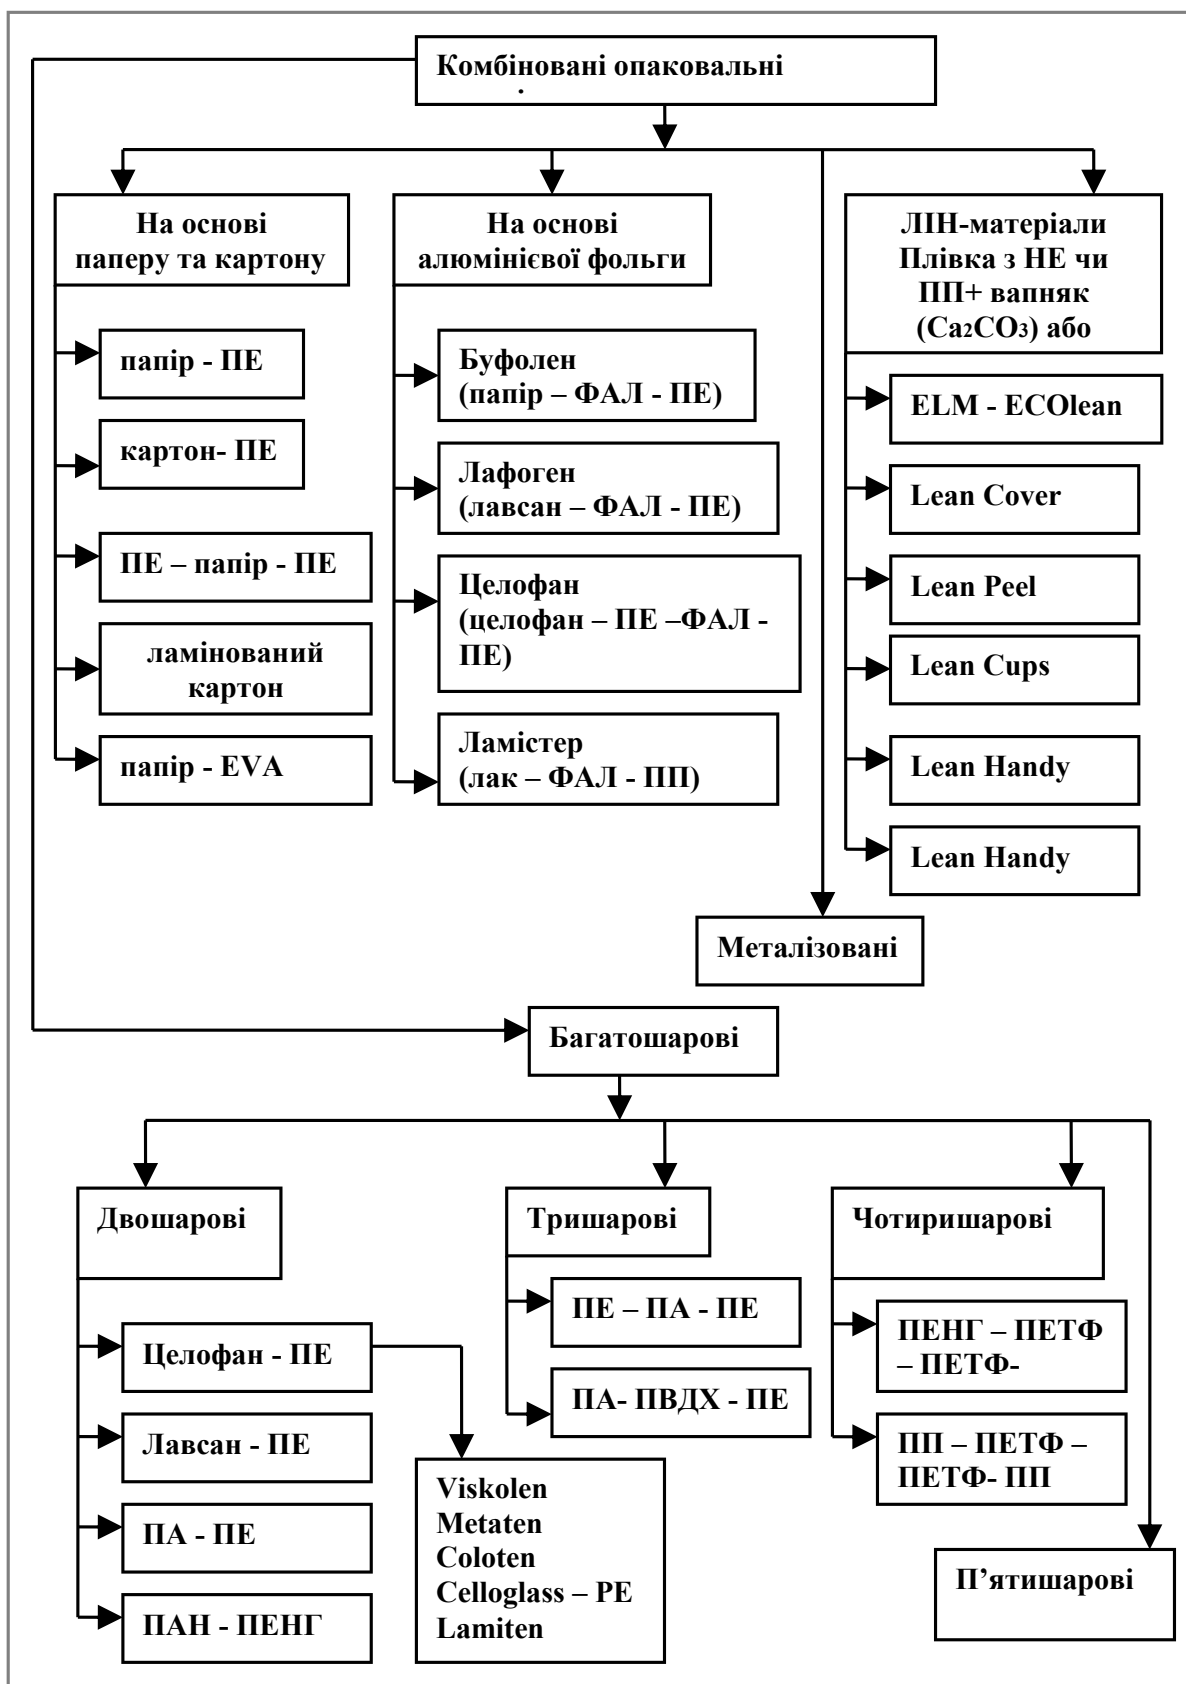 Комбіновані опаковальні
На основі
паперу та картону
папір - ПЕ
картон- ПЕ
ПЕ – папір - ПЕ
ламінований
картон
папір - EVA
На основі
алюмінієвої фольги
Буфолен
(папір – ФАЛ - ПЕ)
Лафоген
(лавсан – ФАЛ - ПЕ)
Целофан
(целофан – ПЕ –ФАЛ -
ПЕ)
Ламістер
(лак – ФАЛ - ПП)
ЛІН-матеріали
Плівка з НЕ чи
ПП+ вапняк
(Ca₂CO₃) або
ELM - ECOlean
Lean Cover
Lean Peel
Lean Cups
Lean Handy
Lean Handy
Металізовані
Багатошарові
Двошарові
Целофан - ПЕ
Лавсан - ПЕ
ПА - ПЕ
ПАН - ПЕНГ
Viskolen
Metaten
Coloten
Celloglass – PE
Lamiten
Тришарові
ПЕ – ПА - ПЕ
ПА- ПВДХ - ПЕ
Чотиришарові
ПЕНГ – ПЕТФ
– ПЕТФ-
ПП – ПЕТФ –
ПЕТФ- ПП
П’ятишарові